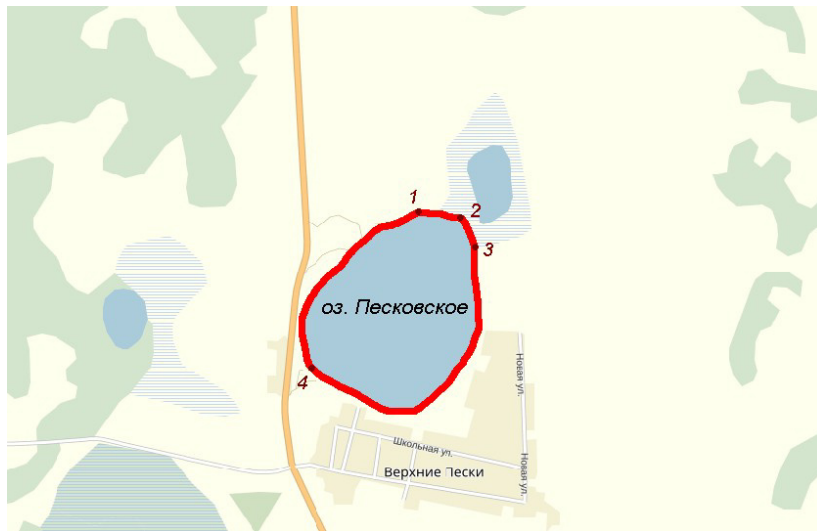 1
2
3
оз. Песковское
4
Новая ул.
Школьная ул.
Новая ул.
Верхние Пески